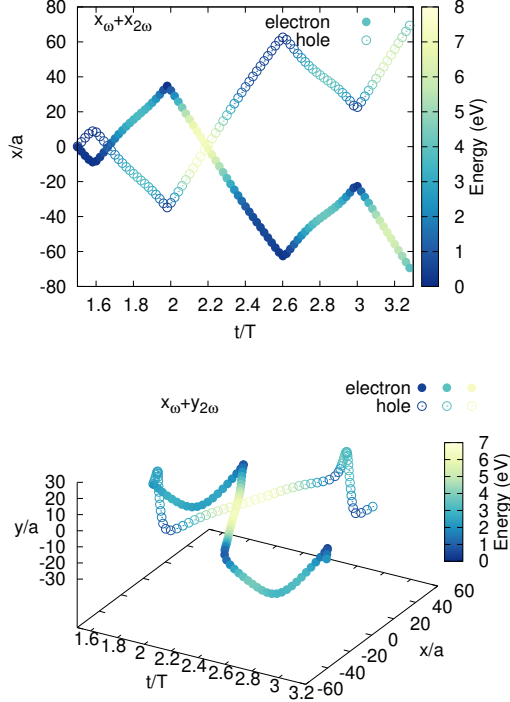 x_ω+x_2ω
electron
hole
80
60
40
20
0
-20
-40
-60
-80
x/a
1.6 1.8 2 2.2 2.4 2.6 2.8 3 3.2
t/T
8
7
6
5
4
3
2
1
0
Energy (eV)
electron
hole
x_ω+y_2ω
30
20
10
0
-10
-20
-30
y/a
1.6 1.8 2 2.2 2.4 2.6 2.8 3 3.2
t/T
-60 -40 -20 0 20 40 60
x/a
7
6
5
4
3
2
1
0
Energy (eV)